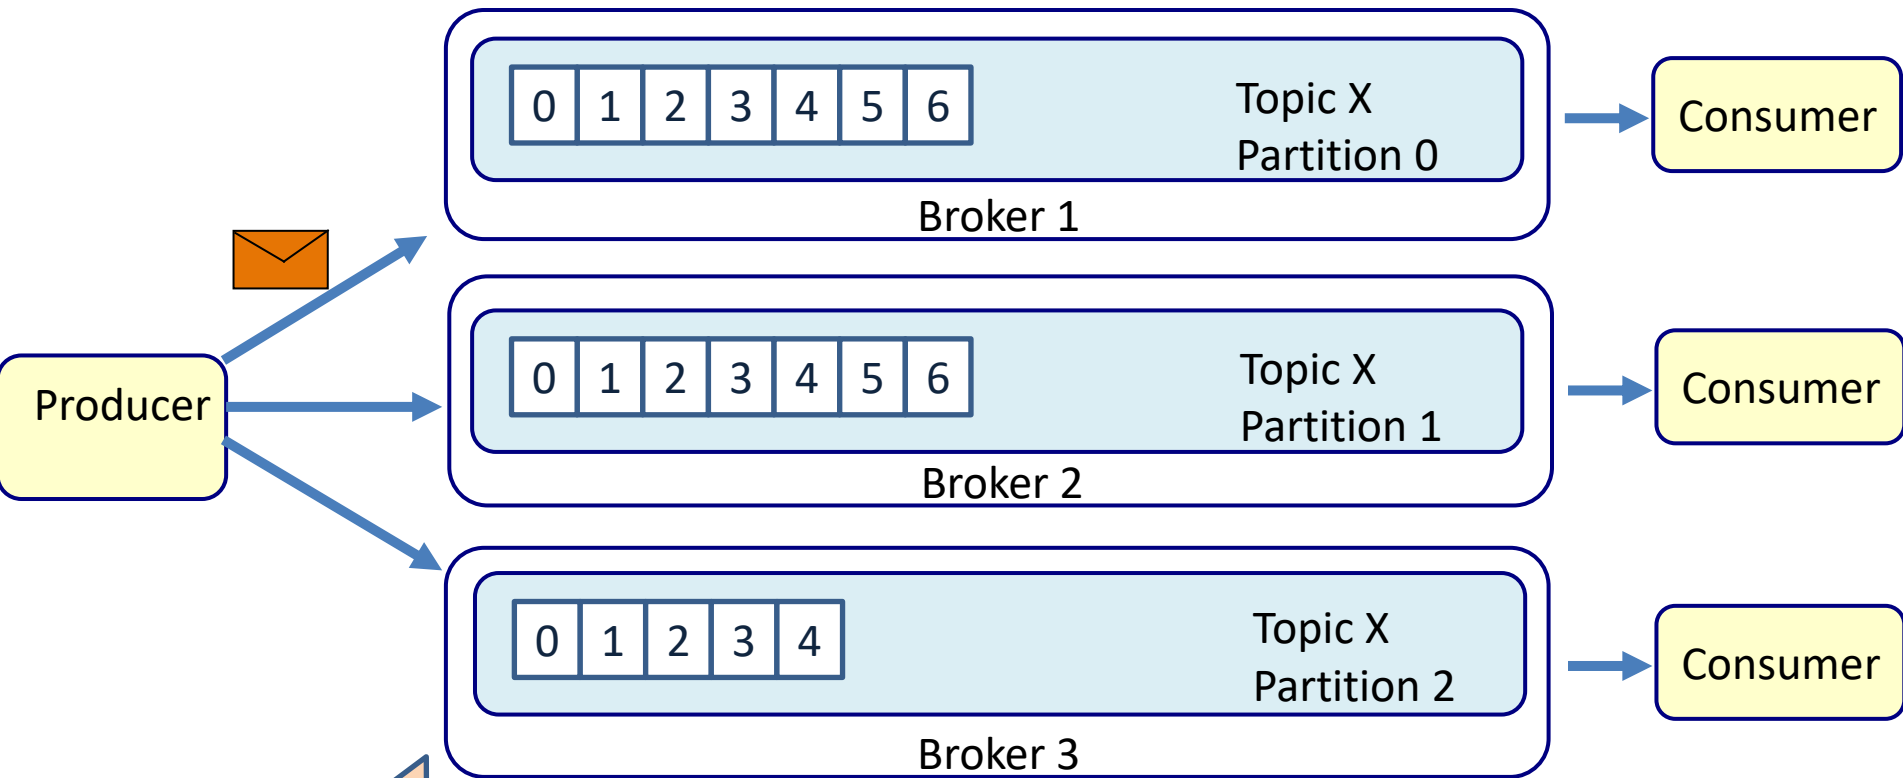 0 1 2 3 4 5 6
Topic X
Partition 0
Consumer
Broker 1
Producer
0 1 2 3 4 5 6
Topic X
Partition 1
Consumer
Broker 2
0 1 2 3 4
Topic X
Partition 2
Consumer
Broker 3